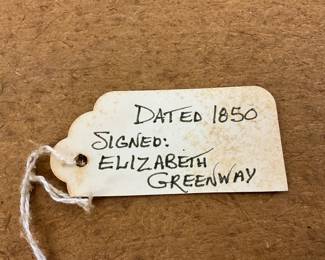 DATED 1850
SIGNED:
ELIZABETH
GREENWAY